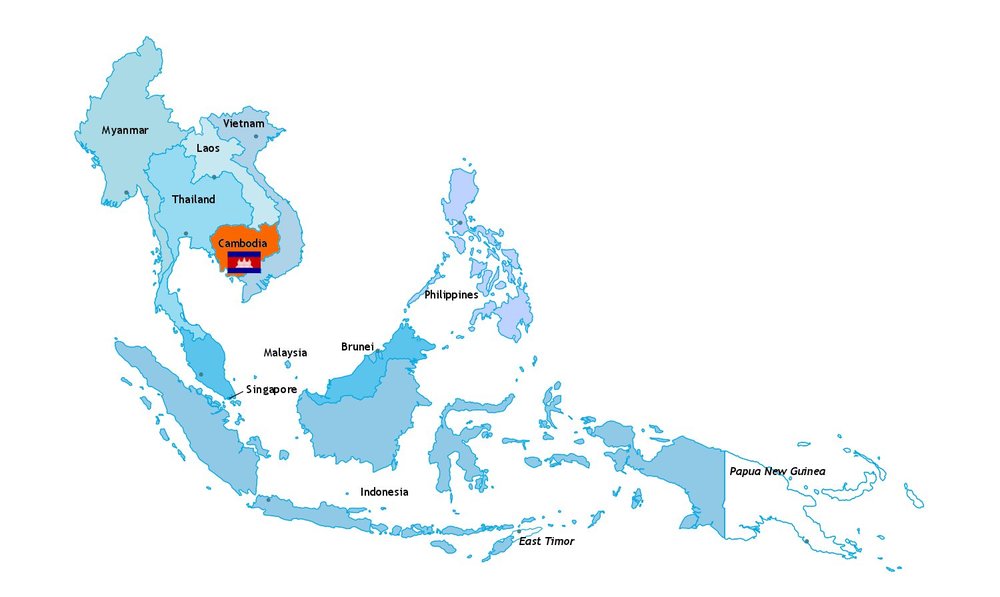 Vietnam
Myanmar
Laos
Thailand
Cambodia
Philippines
Brunei
Malaysia
Singapore
Papua New Guinea
Indonesia
East Timor